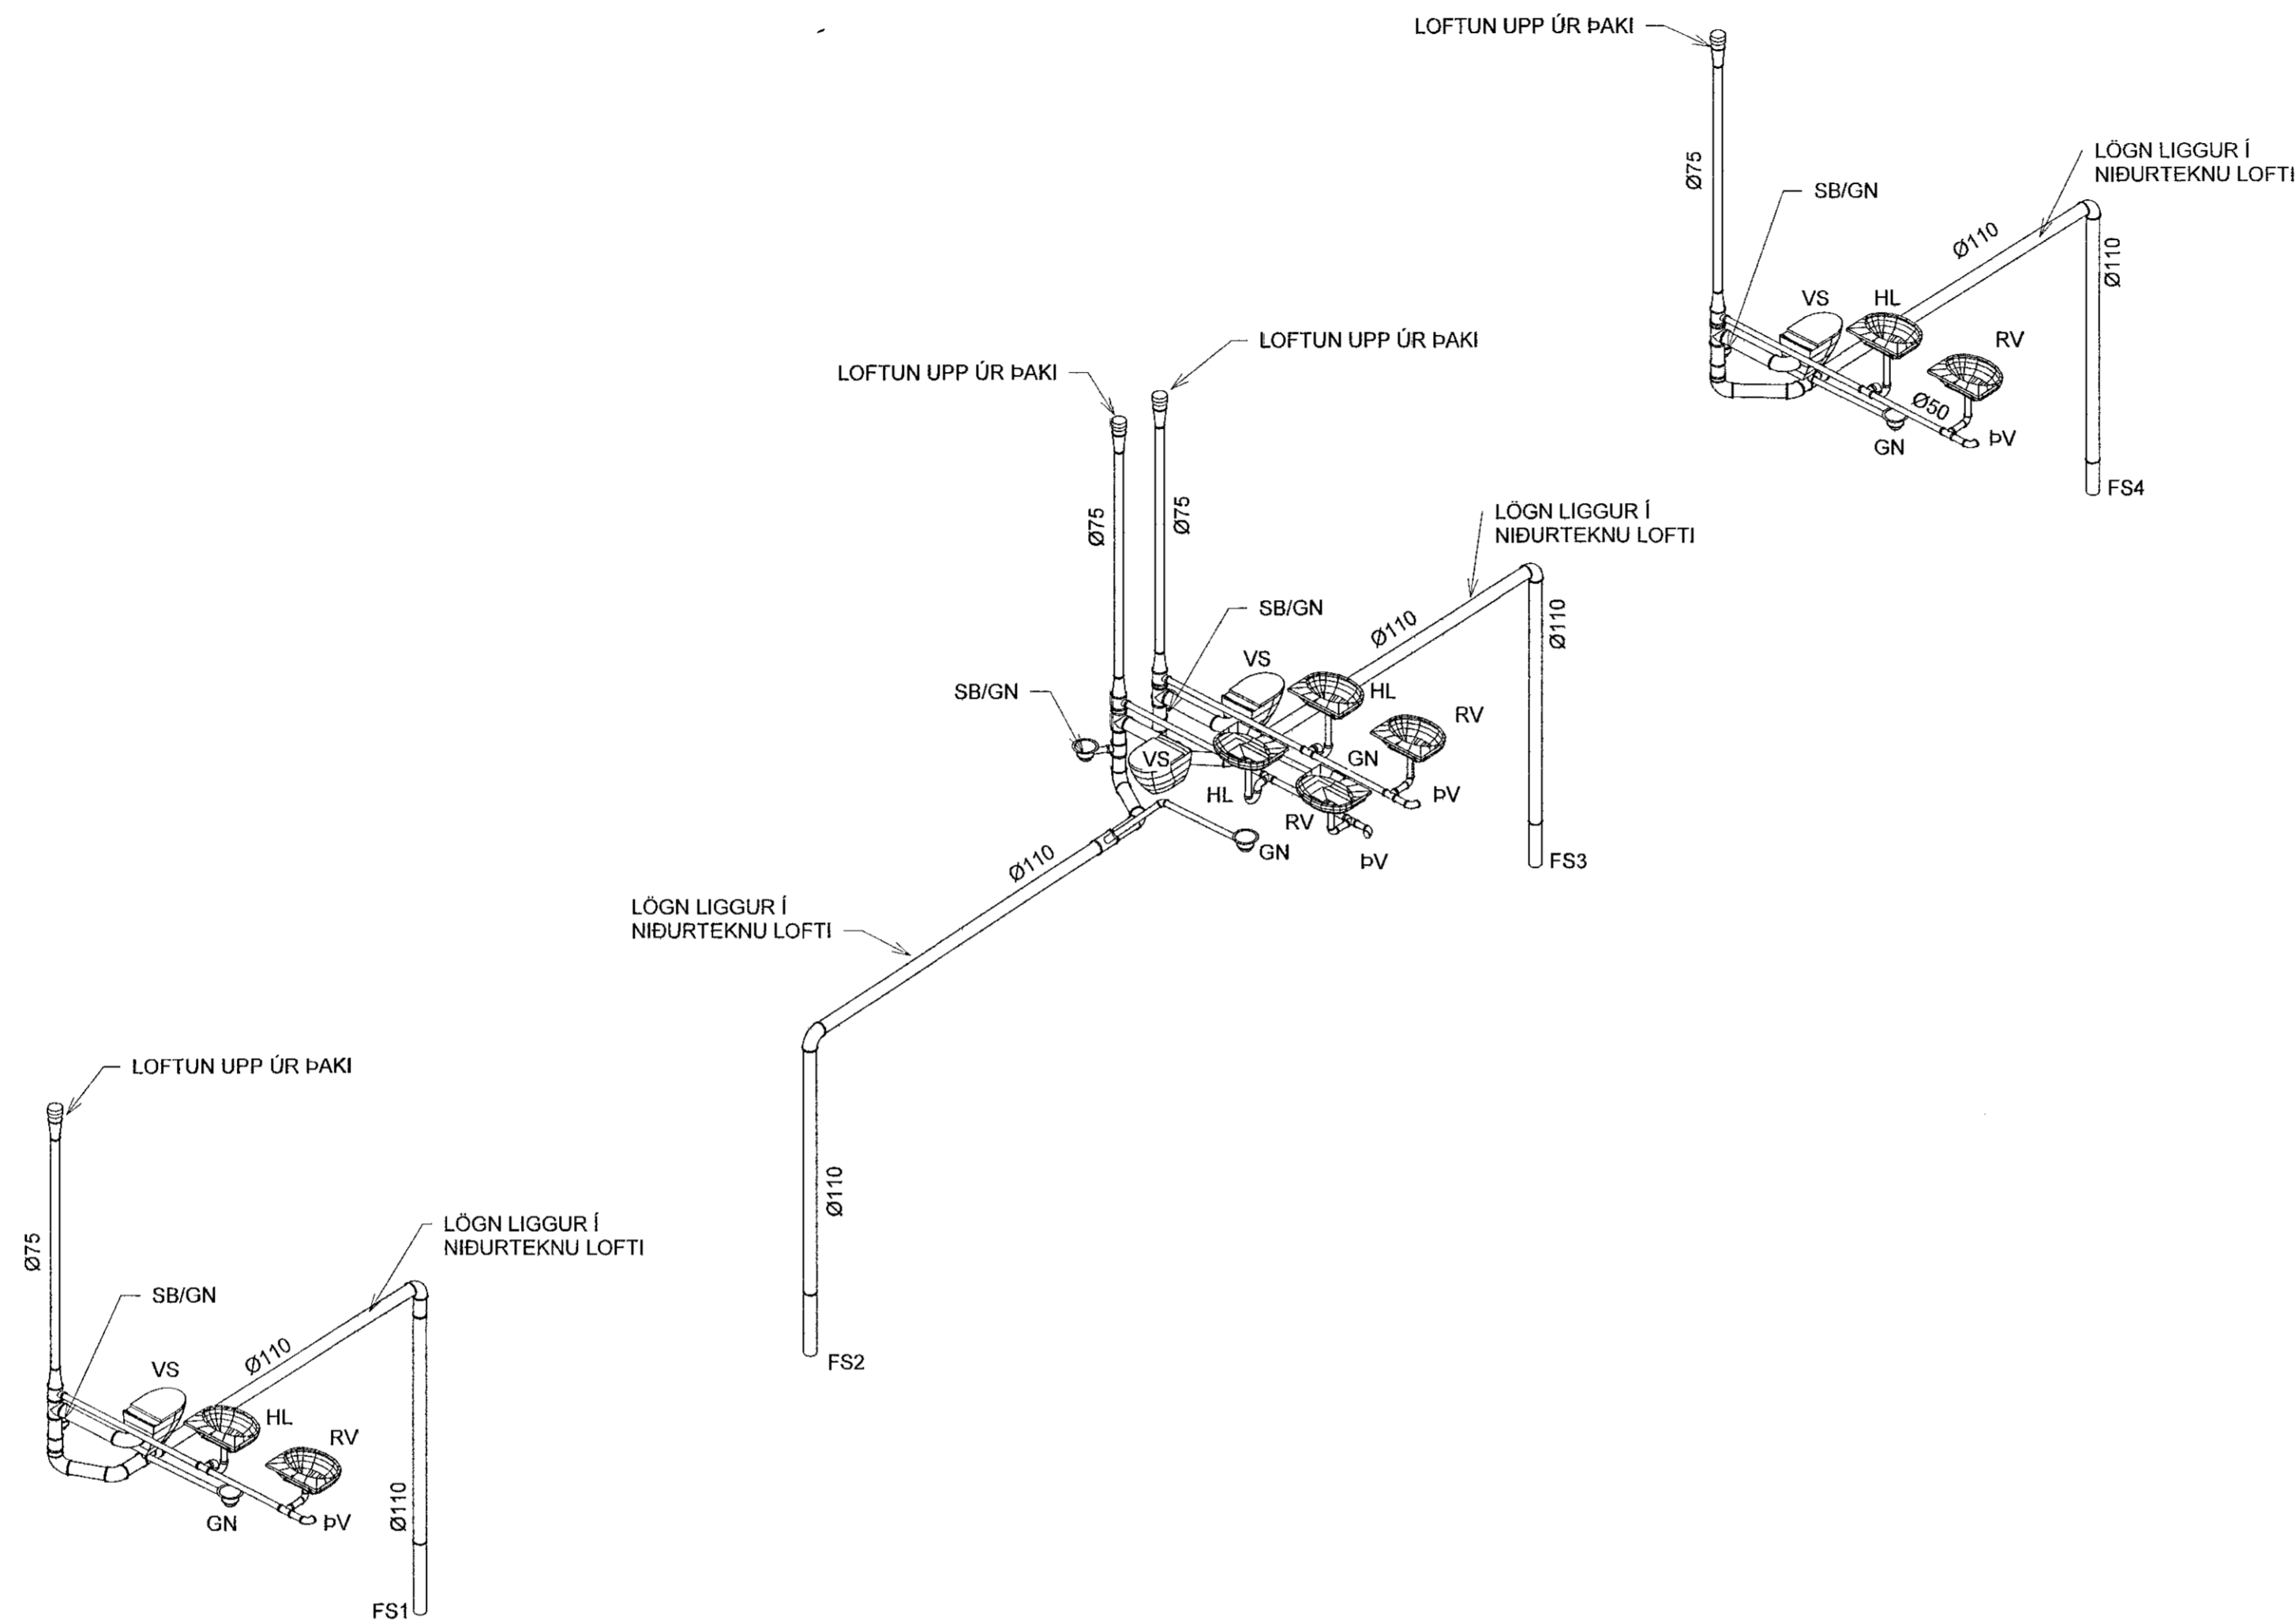 LOFTUN UPP ÚR ÞAKI
Ø75
SB/GN
LÖGN LIGGUR Í
NIÐURTEKNU LOFTI
Ø110
Ø110
VS
HL
RV
Ø50
GN
ÞV
FS4
LOFTUN UPP ÚR ÞAKI
LOFTUN UPP ÚR ÞAKI
Ø75
Ø75
LÖGN LIGGUR Í
NIÐURTEKNU LOFTI
Ø110
Ø110
SB/GN
SB/GN
VS
HL
RV
VS
GN
HL
ÞV
RV
GN
ÞV
FS3
Ø110
LÖGN LIGGUR Í
NIÐURTEKNU LOFTI
Ø110
FS2
LOFTUN UPP ÚR ÞAKI
Ø75
LÖGN LIGGUR Í
NIÐURTEKNU LOFTI
SB/GN
Ø110
VS
HL
RV
GN
ÞV
Ø110
FS1